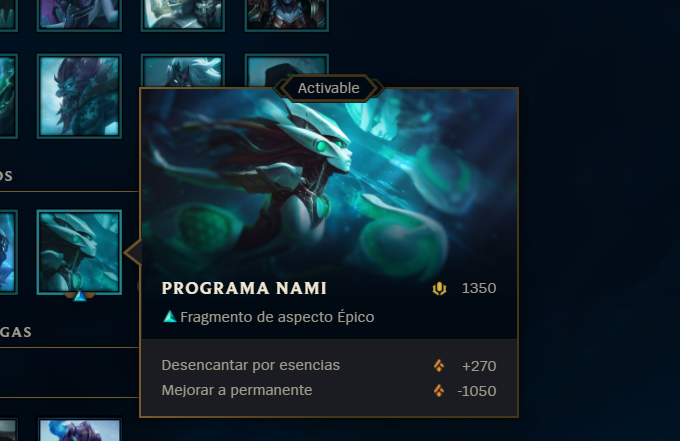 Activable
OS
PROGRAMA NAMI 1350
Fragmento de aspecto Épico
GAS
Desencantar por esencias +270
Mejorar a permanente -1050